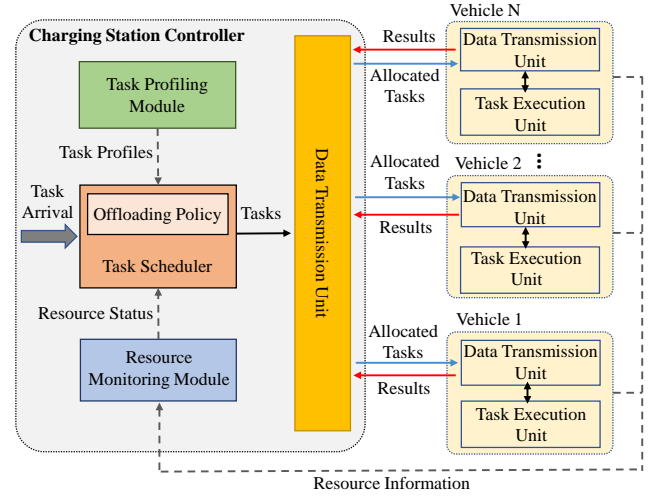 Charging Station Controller
Task Profiling
Module
Task Profiles
Task
Arrival
Offloading Policy
Task Scheduler
Tasks
Resource Status
Resource
Monitoring Module
Data Transmission Unit
Vehicle N
Results
Allocated
Tasks
Data Transmission
Unit
Task Execution
Unit
Vehicle 2
Allocated
Tasks
Results
Data Transmission
Unit
Task Execution
Unit
Vehicle 1
Allocated
Tasks
Results
Data Transmission
Unit
Task Execution
Unit
Resource Information